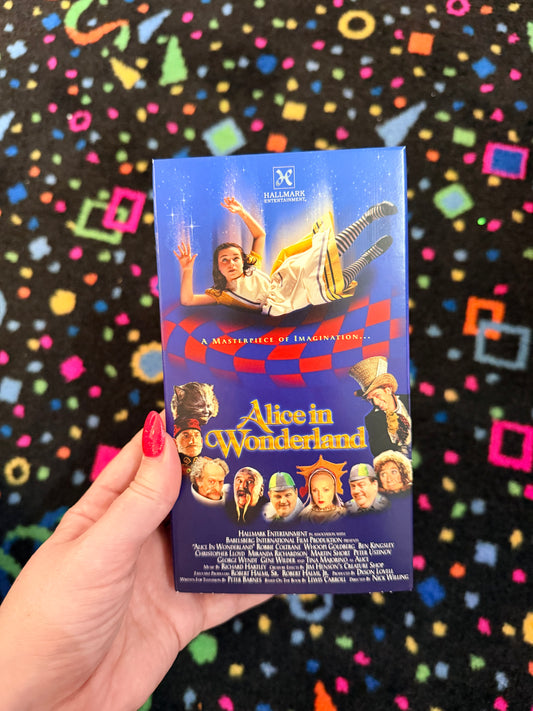 HALLMARK
ENTERTAINMENT.
A MASTERPIECE OF IMAGINATION...
Alice in
Wonderland
HALLMARK ENTERTAINMENT IN ASSOCIATION WITH
BABELSBERG INTERNATIONAL FILM PRODUKTION PRESENTS
"ALICE IN WONDERLAND" ROBBIE COLTRANE WHOOPI GOLDBERG BEN KINGSLEY
CHRISTOPHER LLOYD MIRANDA RICHARDSON MARTIN SHORT PETER USTINOV
GEORGE WENDT GENE WILDER AND TINA MAJORINO AS ALICE
MUSIC BY RICHARD HARTLEY CREATURE EFFECTS BY JIM HENSON'S CREATURE SHOP
EXECUTIVE PRODUCERS ROBERT HALMI, SR. ROBERT HALMI, JR. PRODUCED BY DYSON LOVELL
WRITTEN FOR TELEVISION BY PETER BARNES BASED ON THE BOOK BY LEWIS CARROLL DIRECTED BY NICK WILLING